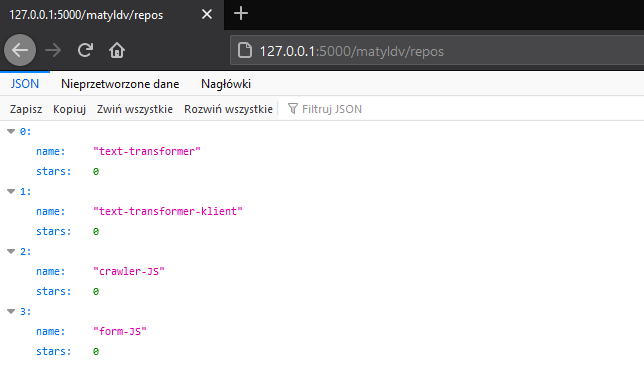 127.0.0.1:5000/matyldv/repos
127.0.0.1:5000/matyldv/repos
JSON Nieprzetworzone dane Nagłówki
Zapisz Kopiuj Zwiń wszystkie Rozwiń wszystkie Filtruj JSON
0:
name: "text-transformer"
stars: 0
1:
name: "text-transformer-klient"
stars: 0
2:
name: "crawler-JS"
stars: 0
3:
name: "form-JS"
stars: 0